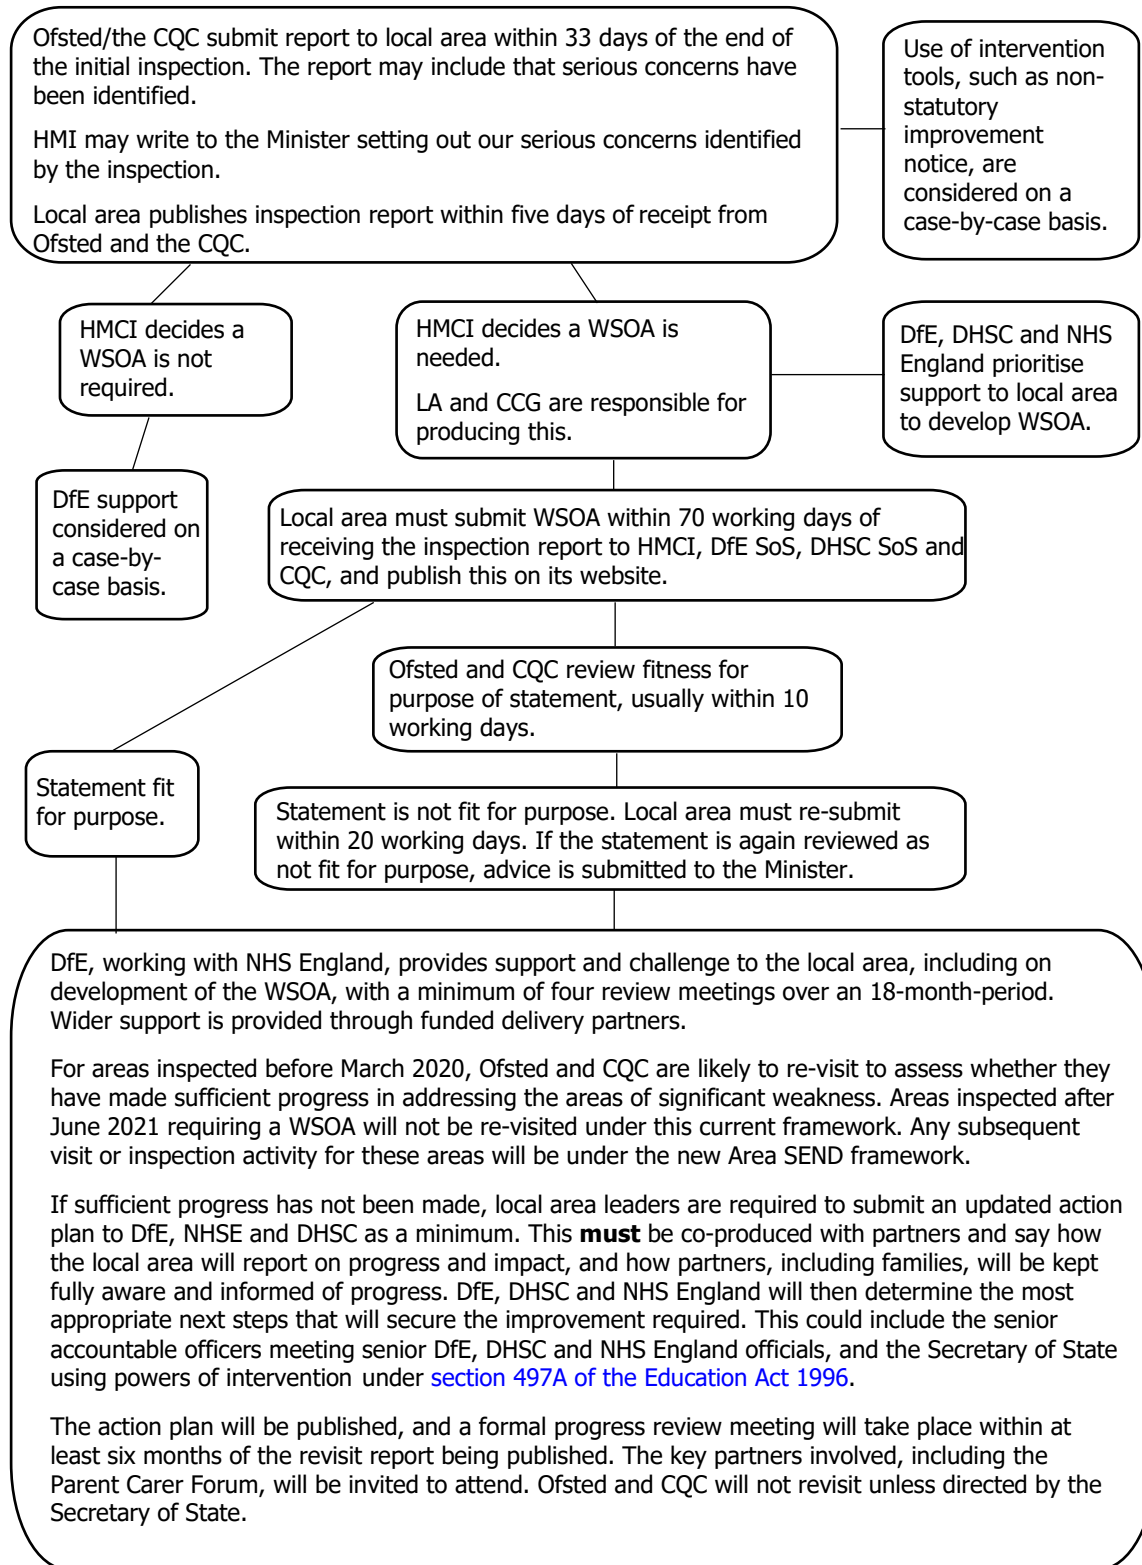 Ofsted/the CQC submit report to local area within 33 days of the end of
the initial inspection. The report may include that serious concerns have
been identified.
HMI may write to the Minister setting out our serious concerns identified
by the inspection.
Local area publishes inspection report within five days of receipt from
Ofsted and the CQC.
Use of intervention
tools, such as non-
statutory
improvement
notice, are
considered on a
case-by-case basis.
HMCI decides a
WSOA is not
required.
HMCI decides a WSOA is
needed.
LA and CCG are responsible for
producing this.
DfE, DHSC and NHS
England prioritise
support to local area
to develop WSOA.
DfE support
considered on
a case-by-
case basis.
Local area must submit WSOA within 70 working days of
receiving the inspection report to HMCI, DfE SoS, DHSC SoS and
CQC, and publish this on its website.
Ofsted and CQC review fitness for
purpose of statement, usually within 10
working days.
Statement fit
for purpose.
Statement is not fit for purpose. Local area must re-submit
within 20 working days. If the statement is again reviewed as
not fit for purpose, advice is submitted to the Minister.
DfE, working with NHS England, provides support and challenge to the local area, including on
development of the WSOA, with a minimum of four review meetings over an 18-month-period.
Wider support is provided through funded delivery partners.
For areas inspected before March 2020, Ofsted and CQC are likely to re-visit to assess whether they
have made sufficient progress in addressing the areas of significant weakness. Areas inspected after
June 2021 requiring a WSOA will not be re-visited under this current framework. Any subsequent
visit or inspection activity for these areas will be under the new Area SEND framework.
If sufficient progress has not been made, local area leaders are required to submit an updated action
plan to DfE, NHSE and DHSC as a minimum. This must be co-produced with partners and say how
the local area will report on progress and impact, and how partners, including families, will be kept
fully aware and informed of progress. DfE, DHSC and NHS England will then determine the most
appropriate next steps that will secure the improvement required. This could include the senior
accountable officers meeting senior DfE, DHSC and NHS England officials, and the Secretary of State
using powers of intervention under section 497A of the Education Act 1996.
The action plan will be published, and a formal progress review meeting will take place within at
least six months of the revisit report being published. The key partners involved, including the
Parent Carer Forum, will be invited to attend. Ofsted and CQC will not revisit unless directed by the
Secretary of State.